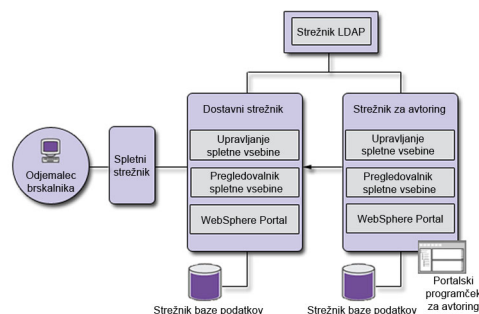 Strežnik LDAP
Dostavni strežnik
Strežnik za avtoring
Upravljanje
spletne vsebine
Upravljanje
spletne vsebine
Odjemalec
brskalnika
Spletni
strežnik
Pregledovalnik
spletne vsebine
Pregledovalnik
spletne vsebine
WebSphere Portal
WebSphere Portal
Portalski
programček
za avtoring
Strežnik baze podatkov
Strežnik baze podatkov